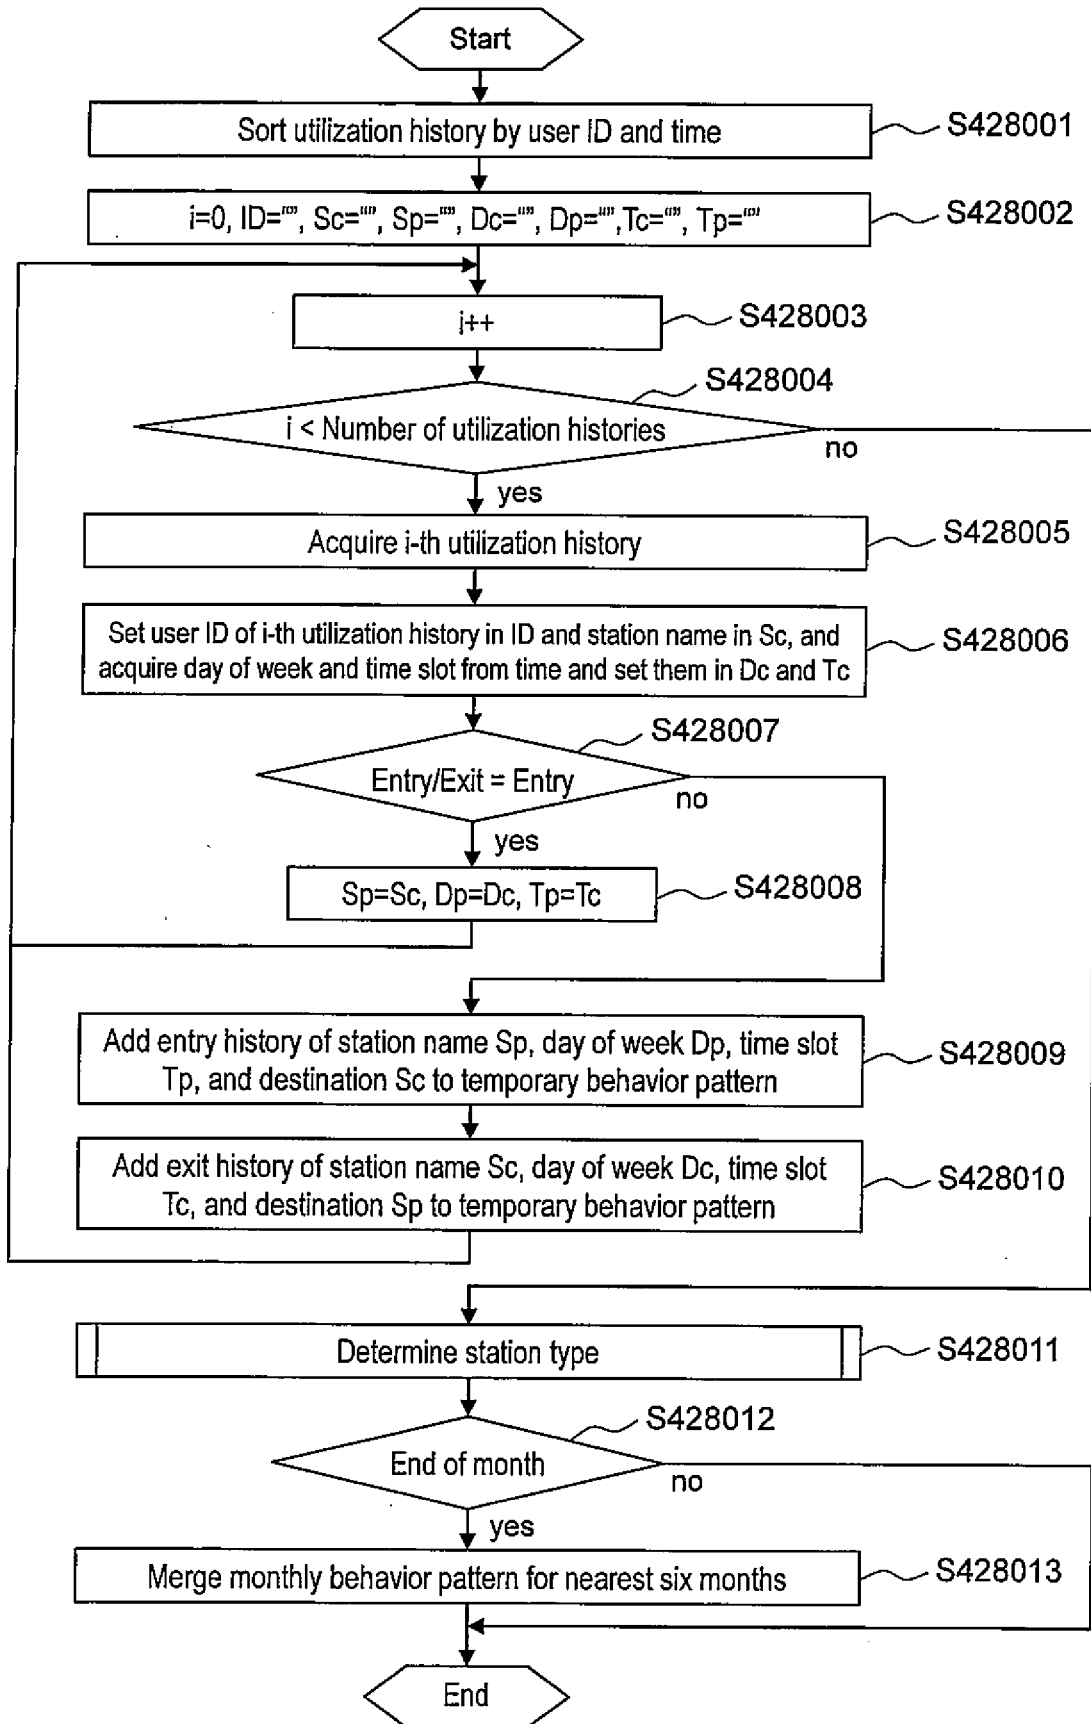 Start
Sort utilization history by user ID and time
S428001
i=0, ID="", Sc="", Sp="", Dc="", Dp="",Tc="", Tp=""
S428002
i++
S428003
S428004
i < Number of utilization histories
no
yes
Acquire i-th utilization history
S428005
Set user ID of i-th utilization history in ID and station name in Sc, and
acquire day of week and time slot from time and set them in Dc and Tc
S428006
S428007
Entry/Exit = Entry
no
yes
Sp=Sc, Dp=Dc, Tp=Tc
S428008
Add entry history of station name Sp, day of week Dp, time slot
Tp, and destination Sc to temporary behavior pattern
S428009
Add exit history of station name Sc, day of week Dc, time slot
Tc, and destination Sp to temporary behavior pattern
S428010
Determine station type
S428011
S428012
End of month
no
yes
Merge monthly behavior pattern for nearest six months
S428013
End